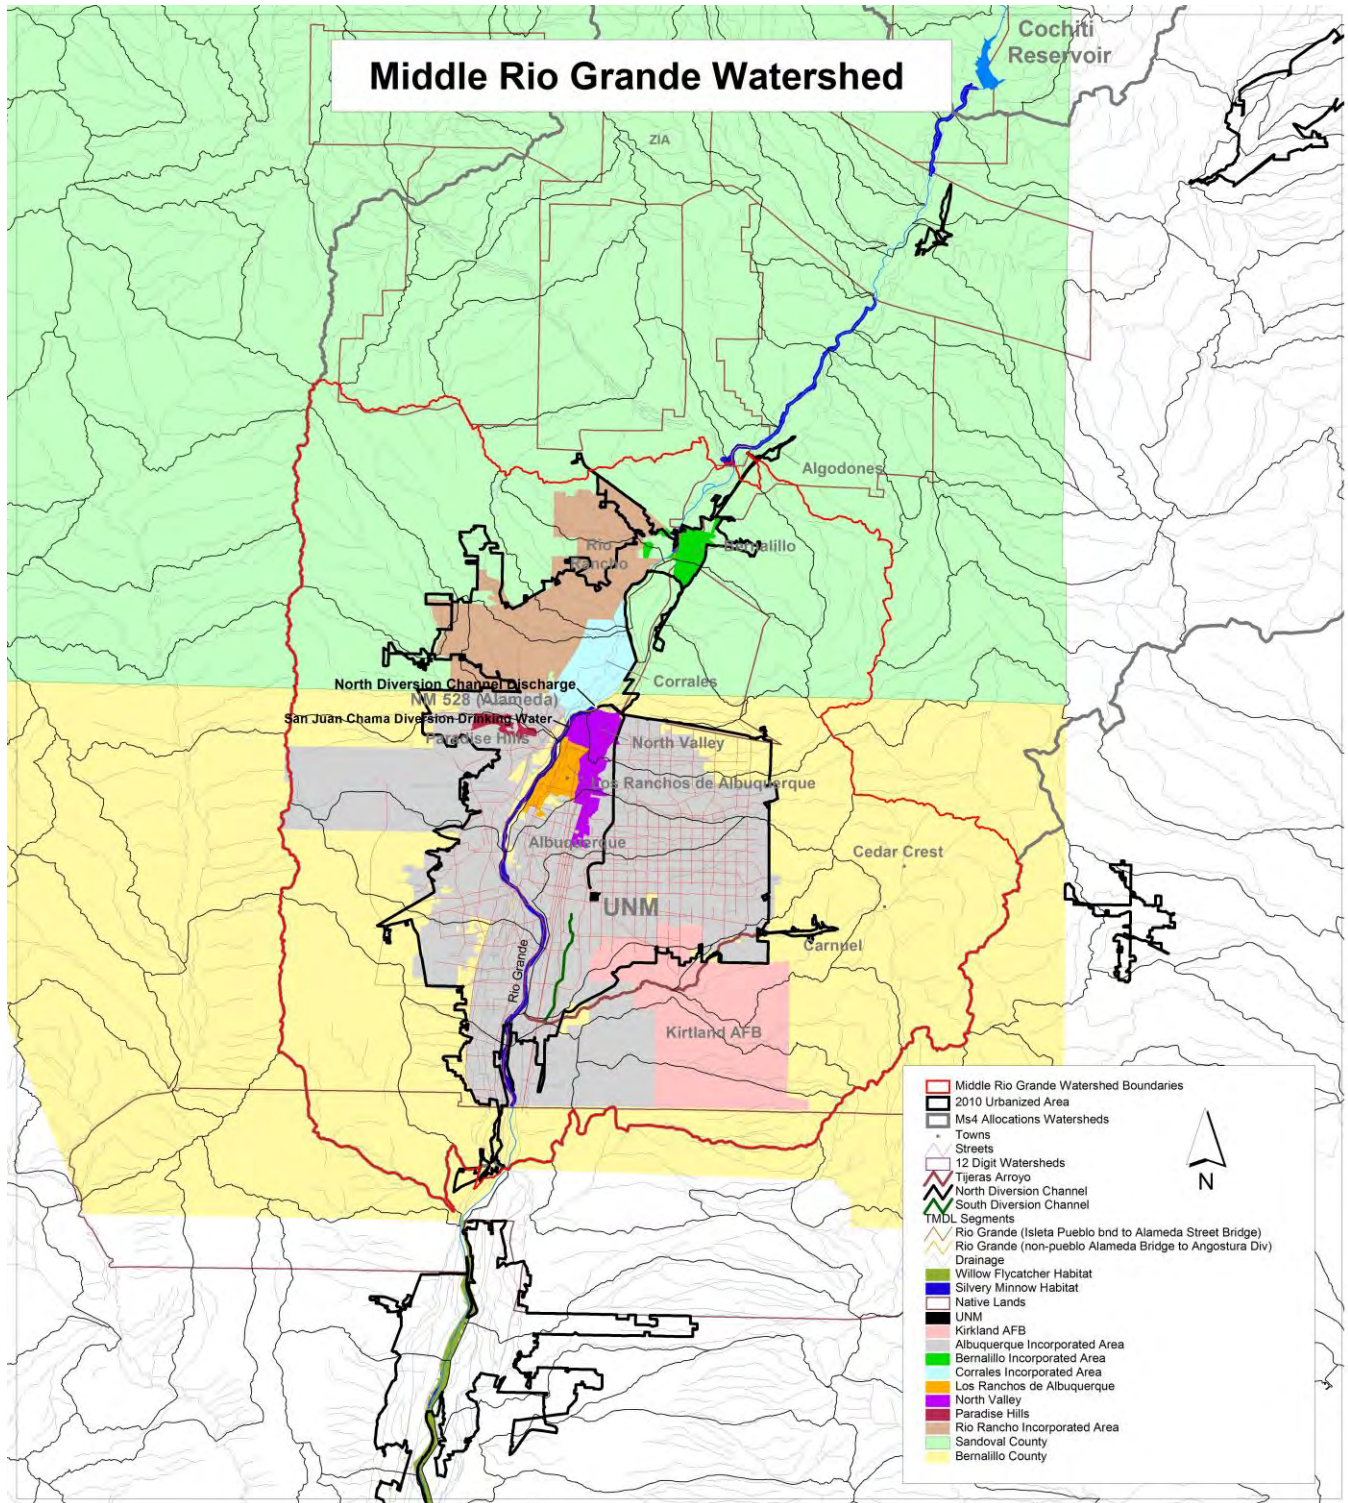 Cochiti
Reservoir
Middle Rio Grande Watershed
ZIA
Algodones
Rio
Rancho
Bernalillo
Corrales
North Diversion Channel Discharge
NM 528 (Alameda)
San Juan Chama Diversion Drinking Water
Paradise Hills
North Valley
Los Ranchos de Albuquerque
Albuquerque
Cedar Crest
UNM
Carnuel
Rio Grande
Kirtland AFB
Middle Rio Grande Watershed Boundaries
2010 Urbanized Area
Ms4 Allocations Watersheds
Towns
Streets
12 Digit Watersheds
Tijeras Arroyo
North Diversion Channel
South Diversion Channel
TMDL Segments
Rio Grande (Isleta Pueblo bnd to Alameda Street Bridge)
Rio Grande (non-pueblo Alameda Bridge to Angostura Div)
Drainage
Willow Flycatcher Habitat
Silvery Minnow Habitat
Native Lands
UNM
Kirkland AFB
Albuquerque Incorporated Area
Bernalillo Incorporated Area
Corrales Incorporated Area
Los Ranchos de Albuquerque
North Valley
Paradise Hills
Rio Rancho Incorporated Area
Sandoval County
Bernalillo County
N